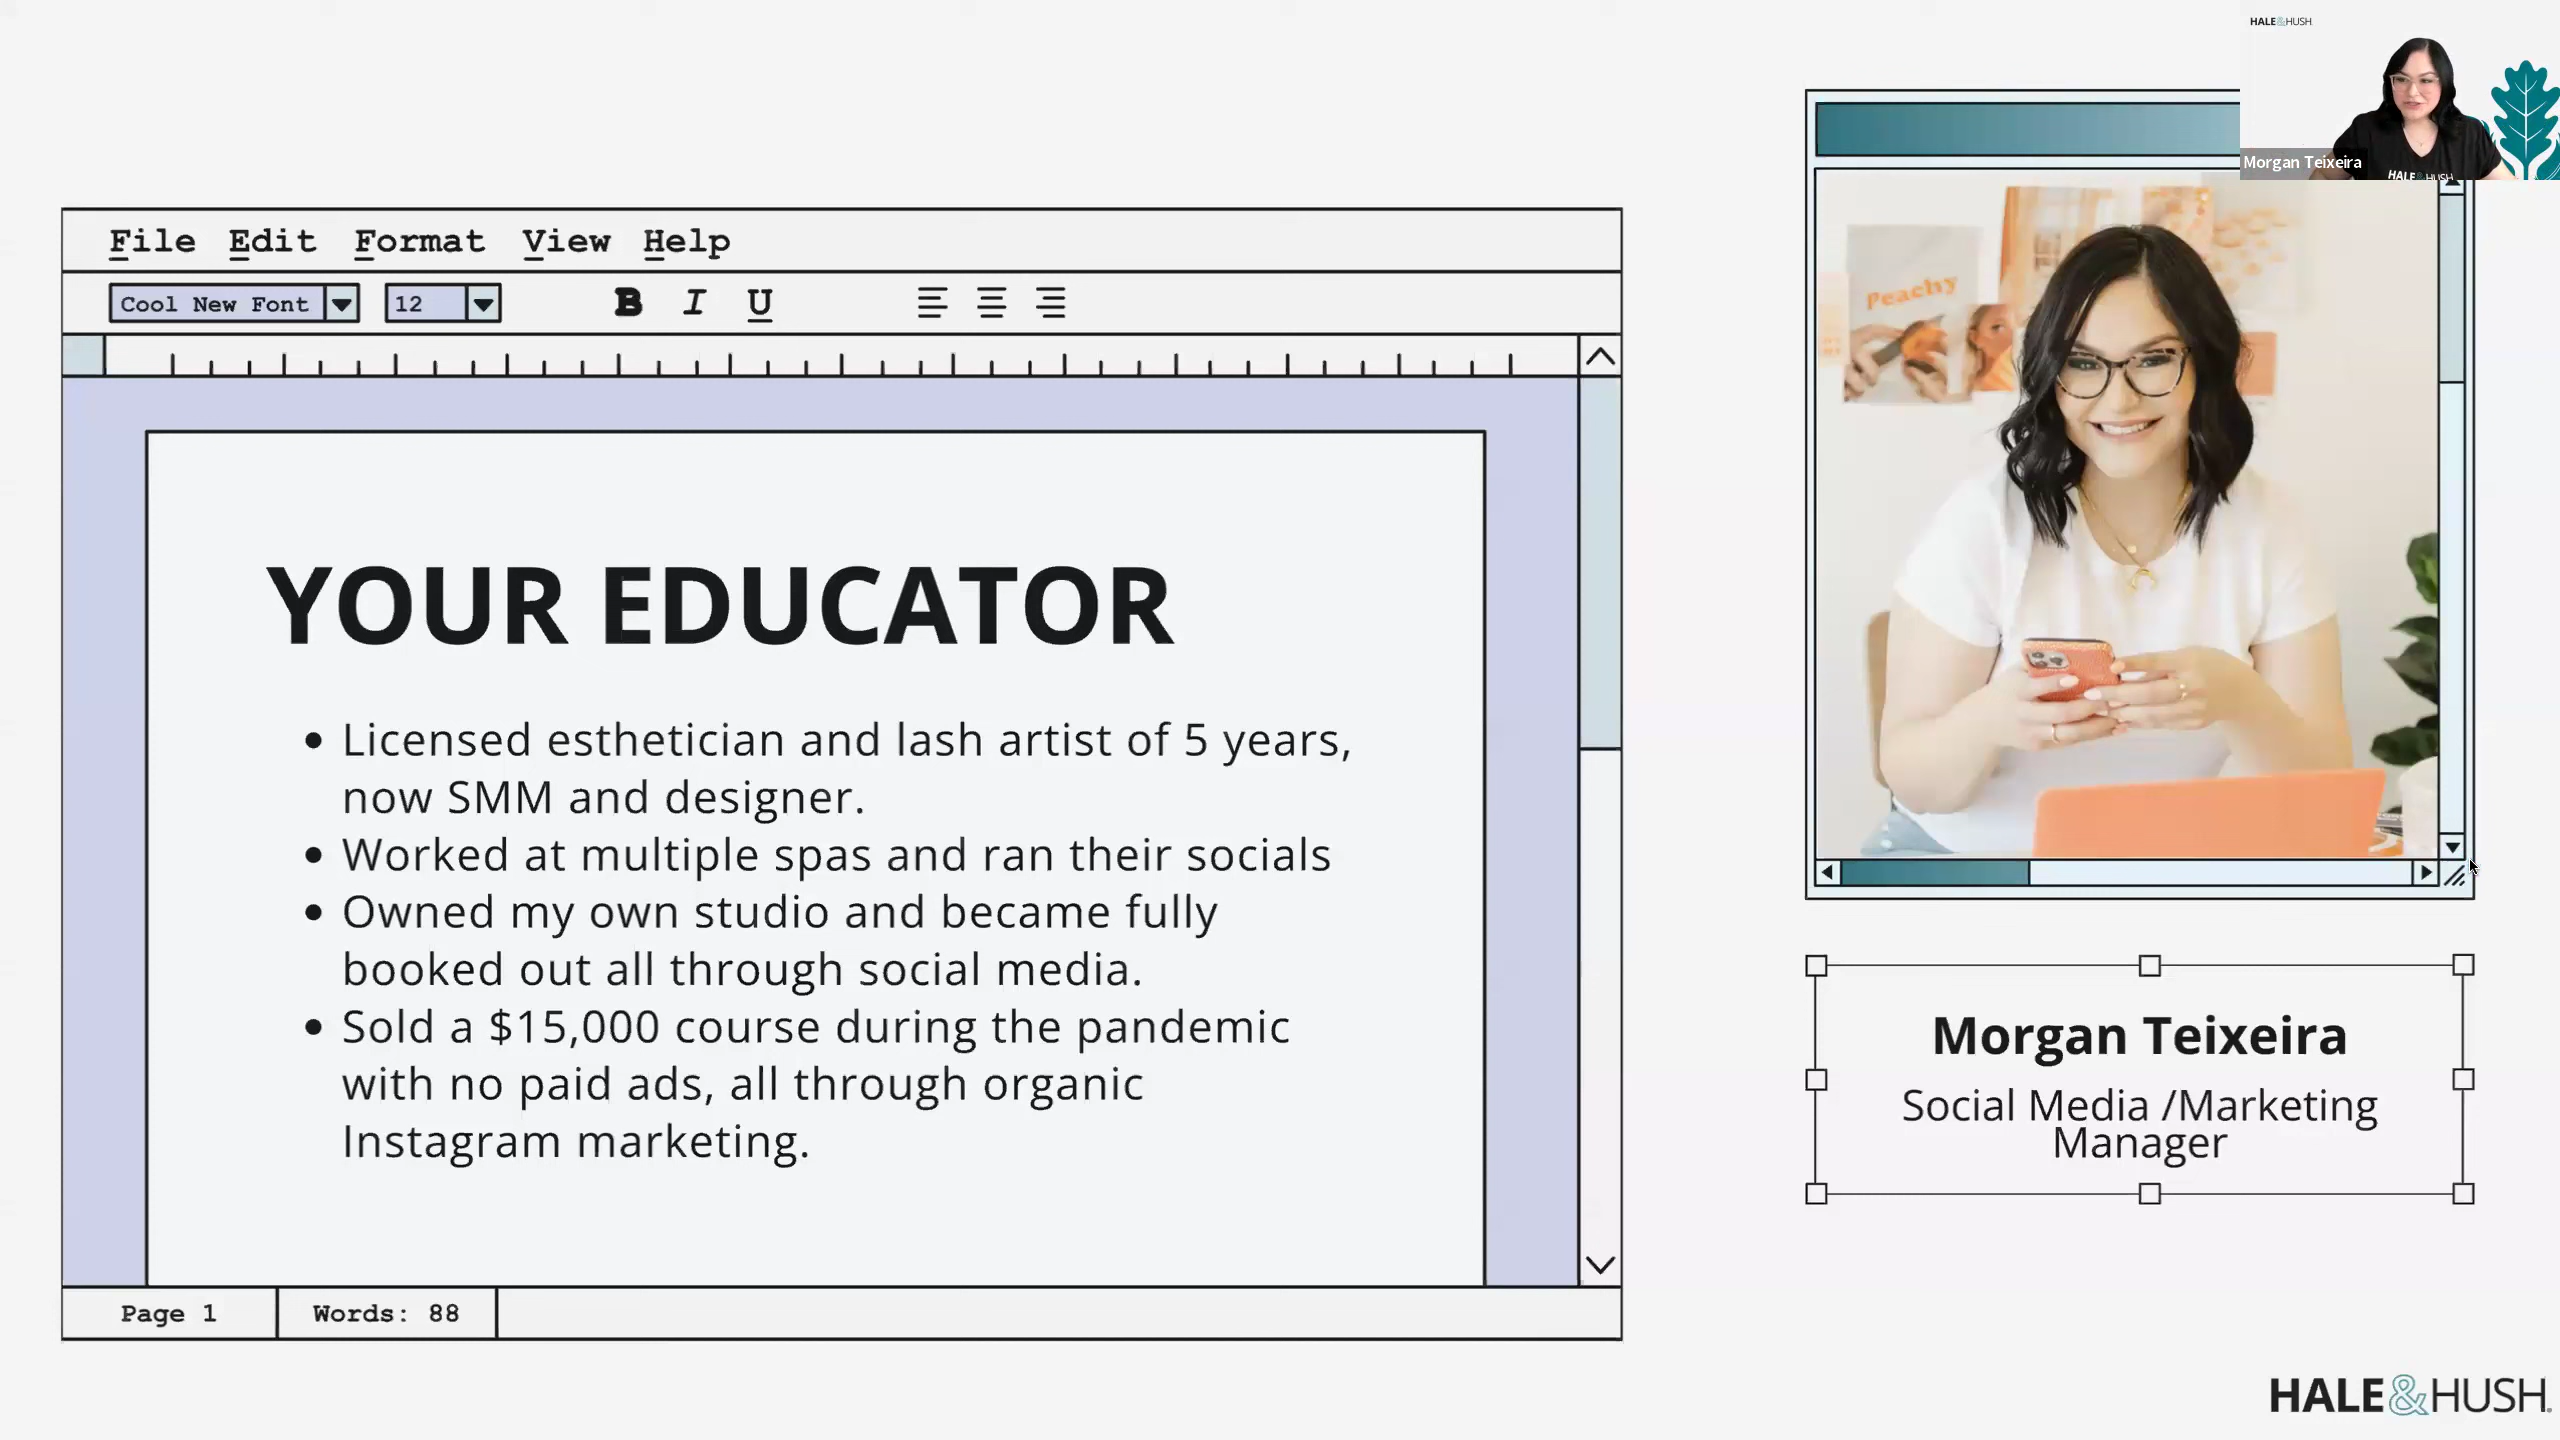 HALE&HUSH
Morgan Teixeira
HALE&HUSH
File Edit Format View Help
Cool New Font 12 B I U
YOUR EDUCATOR
• Licensed esthetician and lash artist of 5 years,
now SMM and designer.
• Worked at multiple spas and ran their socials
• Owned my own studio and became fully
booked out all through social media.
• Sold a $15,000 course during the pandemic
with no paid ads, all through organic
Instagram marketing.
Page 1 Words: 88
Peachy
Morgan Teixeira
Social Media /Marketing
Manager
HALE&HUSH.